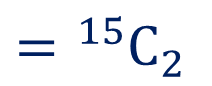 = ¹⁵C₂